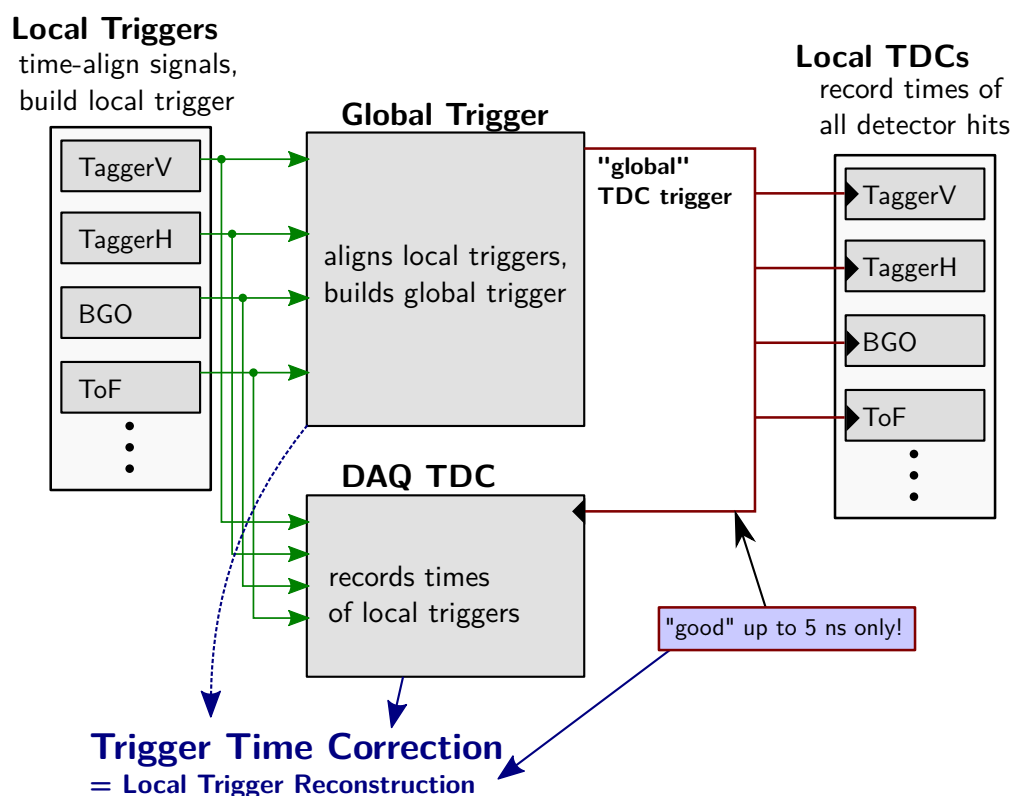 Local Triggers
time-align signals,
build local trigger
TaggerV
TaggerH
BGO
ToF
Global Trigger
aligns local triggers,
builds global trigger
"global"
TDC trigger
Local TDCs
record times of
all detector hits
TaggerV
TaggerH
BGO
ToF
DAQ TDC
records times
of local triggers
"good" up to 5 ns only!
Trigger Time Correction
= Local Trigger Reconstruction